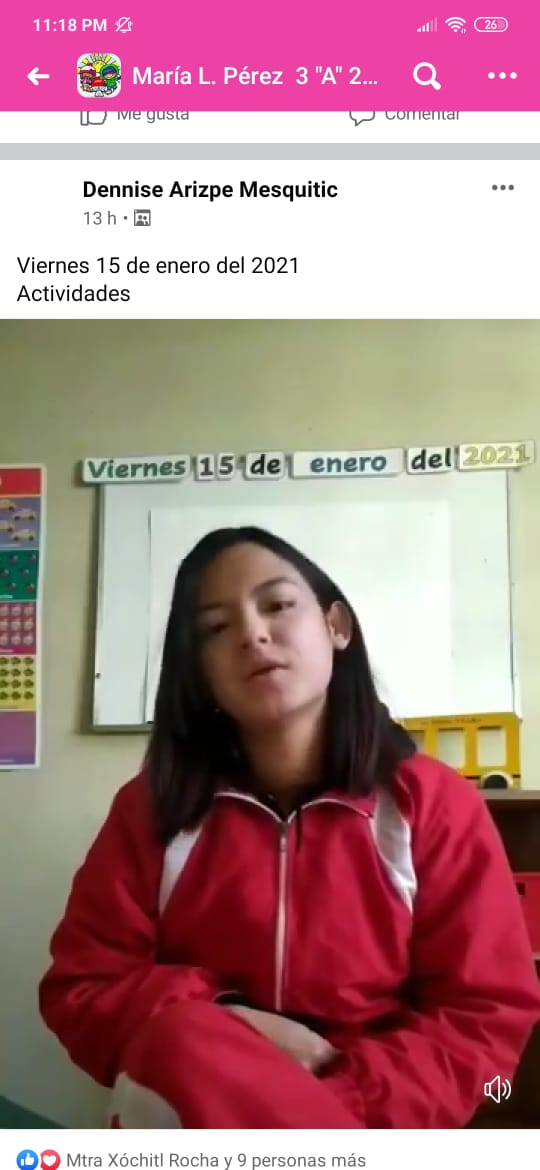 11:18 PM
26
María L. Pérez 3 "A" 2...
Me gusta
Comentar
Dennise Arizpe Mesquitic
13 h •
Viernes 15 de enero del 2021
Actividades
Viernes 15 de enero del 2021
Mtra Xóchitl Rocha y 9 personas más